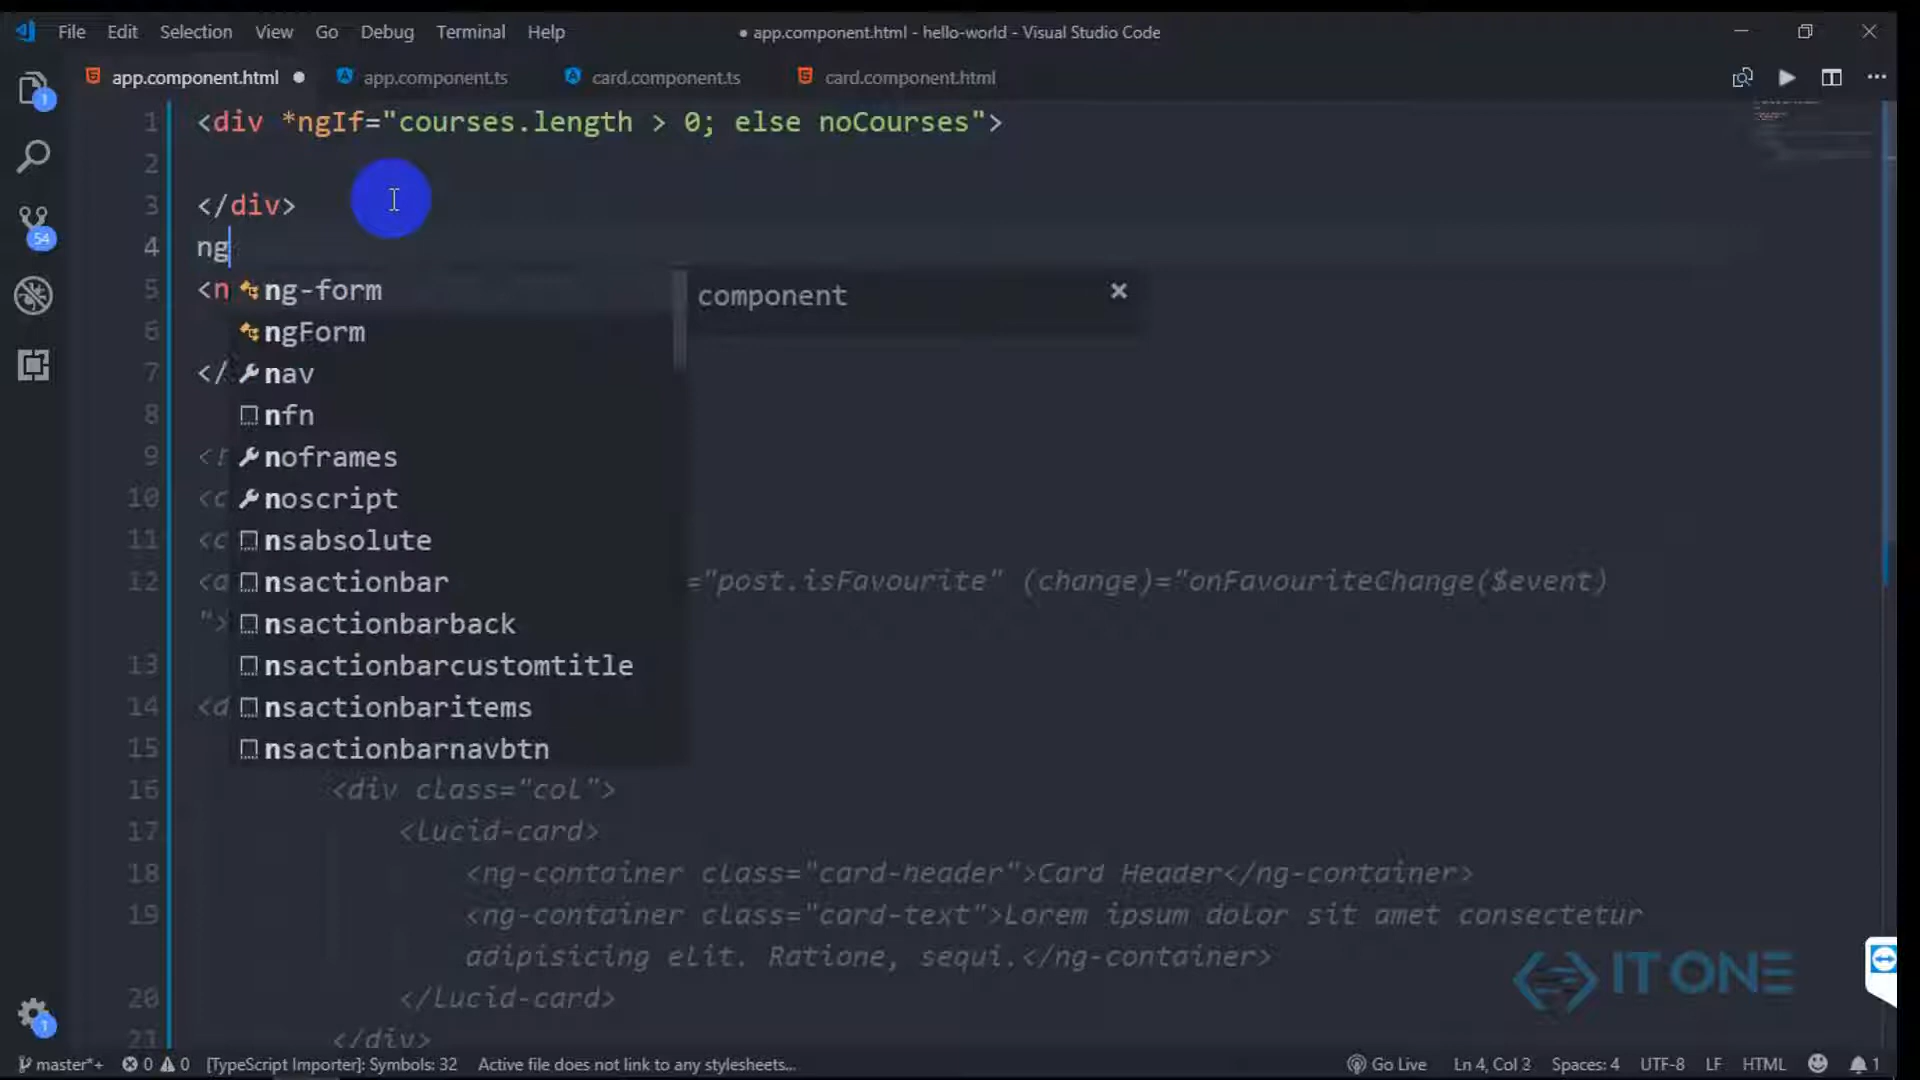 File Edit Selection View Go Debug Terminal Help
● app.component.html - hello-world - Visual Studio Code
app.component.html ● app.component.ts card.component.ts card.component.html
1 <div *ngIf="courses.length > 0; else noCourses">
2
3 </div>
4 ng
5 <n
6
7 </
8
9 <!
10 <c
11 <c
12 <a ="post.isFavourite" (change)="onFavouriteChange($event)
">
13
14 <d
15
16 <div class="col">
17 <Lucid-card>
18 <ng-container class="card-header">Card Header</ng-container>
19 <ng-container class="card-text">Lorem ipsum dolor sit amet consectetur
adipisicing elit. Ratione, sequi.</ng-container>
20 </Lucid-card>
21 </div>
ng-form
ngForm
nav
nfn
noframes
noscript
nsabsolute
nsactionbar
nsactionbarback
nsactionbarcustomtitle
nsactionbaritems
nsactionbarnavbtn
component
1
54
1
IT ONE
master*+ 0 0 [TypeScript Importer]: Symbols: 32 Active file does not link to any stylesheets... Go Live Ln 4, Col 3 Spaces: 4 UTF-8 LF HTML 1